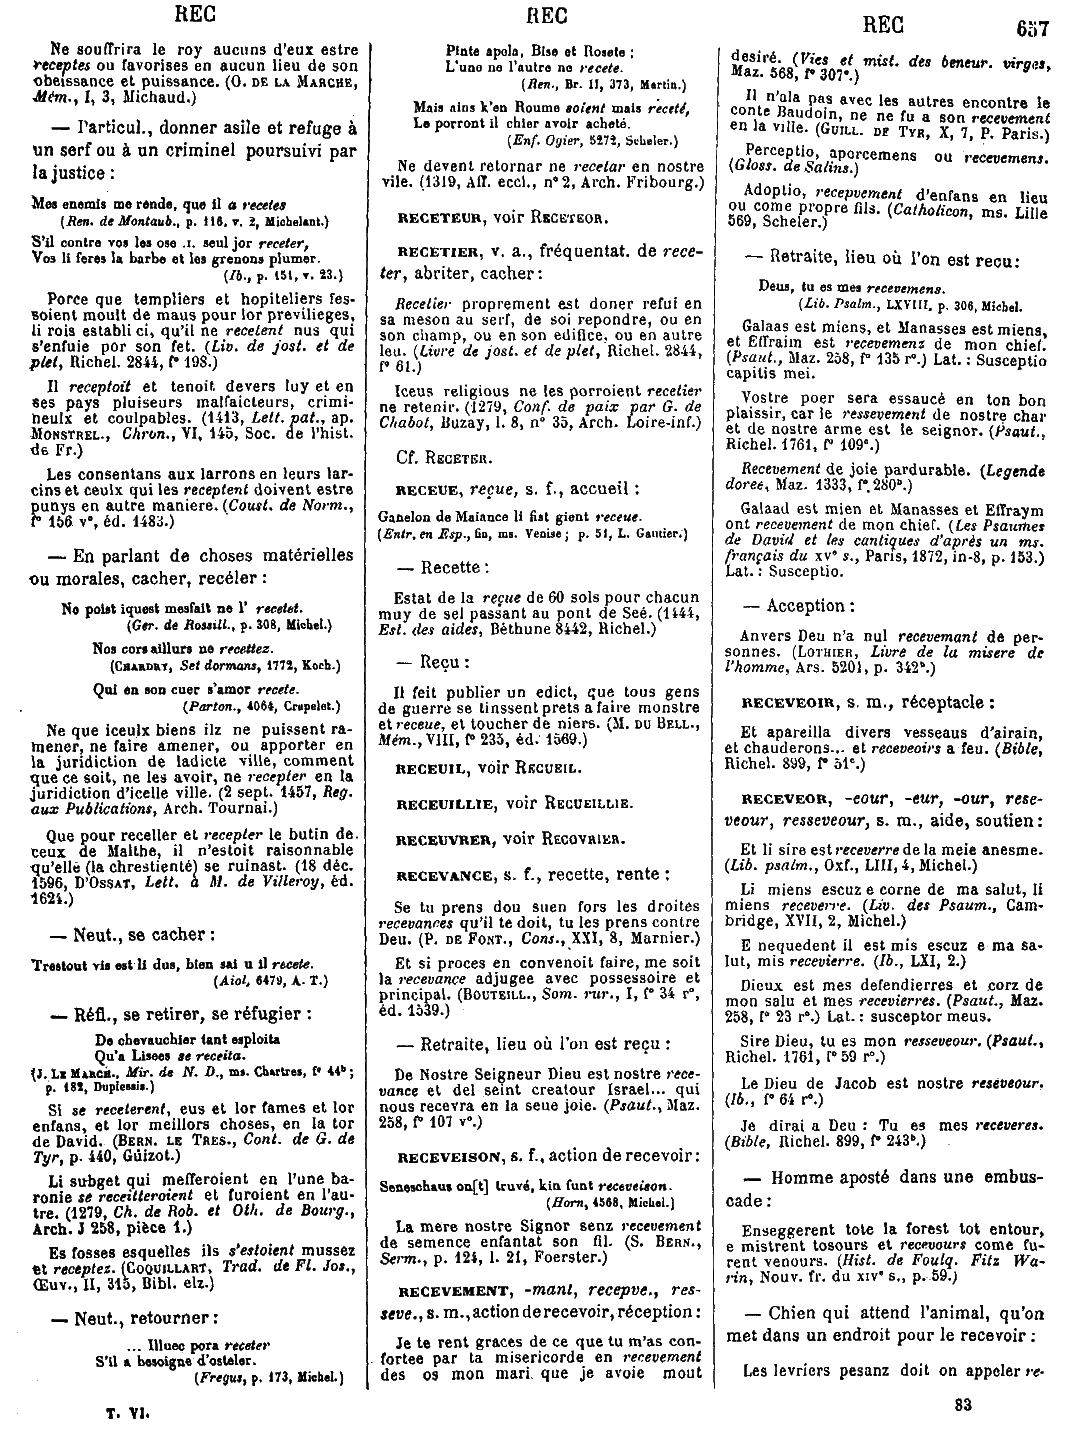 REC
REC
REC
657
Ne souffrira le roy aucuns d'eux estre
receptes ou favorises en aucun lieu de son
obeissance et puissance. (O. DE LA MARCHE,
Mém., I, 3, Michaud.)
— Particul., donner asile et refuge à
un serf ou à un criminel poursuivi par
la justice :
Mes enemis me rende, que il a recetes
(Ren. de Montaub., p. 116, v. 2, Michelant.)
S'il contre vos les ose .I. seul jor receter,
Vos li feres la barbe et les grenons plumer.
(Ib., p. 151, v. 23.)
Porce que templiers et hopiteliers fes-
soient moult de maus pour lor previlieges,
li rois establi ci, qu'il ne recetent nus qui
s'enfuie por son fet. (Liv. de jost. et de
plet, Richel. 2844, f° 198.)
Il receptoit et tenoit devers luy et en
ses pays pluiseurs malfaicteurs, crimi-
neulx et coulpables. (1413, Lett. pat., ap.
MONSTREL., Chron., VI, 145, Soc. de l'hist.
de Fr.)
Les consentans aux larrons en leurs lar-
cins et ceulx qui les receptent doivent estre
punys en autre maniere. (Coust. de Norm.,
f° 156 v°, éd. 1483.)
— En parlant de choses matérielles
ou morales, cacher, recéler :
No poist iquest mesfait ne l' recetet.
(Ger. de Rossill., p. 308, Michel.)
Nos cors aillurs ne recettez.
(CHARDRY, Set dormans, 1772, Koch.)
Qui en son cuer s'amor recete.
(Parton., 4064, Crapelet.)
Ne que iceulx biens ilz ne puissent ra-
mener, ne faire amener, ou apporter en
la juridiction de ladicte ville, comment
que ce soit, ne les avoir, ne recepter en la
juridiction d'icelle ville. (2 sept. 1457, Reg.
aux Publications, Arch. Tournai.)
Que pour receller et recepter le butin de
ceux de Malthe, il n'estoit raisonnable
qu'elle (la chrestienté) se ruinast. (18 déc.
1596, D'OSSAT, Lett. à M. de Villeroy, éd.
1624.)
— Neut., se cacher :
Trestout vis est li dus, bien sai u il recete.
(Aiol, 6479, A. T.)
— Réfl., se retirer, se réfugier :
De chevauchier tant esploita
Qu'a Lisees se receita.
(J. LE MARCH., Mir. de N. D., ms. Chartres, f° 44ᵇ ;
p. 182, Duplessis.)
Si se receterent, eus et lor fames et lor
enfans, et lor meillors choses, en la tor
de David. (BERN. LE TRES., Cont. de G. de
Tyr, p. 440, Guizot.)
Li subget qui mefferoient en l'une ba-
ronie se receitteroient et furoient en l'au-
tre. (1279, Ch. de Rob. et Oth. de Bourg.,
Arch. J 258, pièce 1.)
Es fosses esquelles ils s'estoient mussez
et receptez. (COQUILLART, Trad. de Fl. Jos.,
Œuv., II, 315, Bibl. elz.)
— Neut., retourner :
... Illuec pora receter
S'il a besoigne d'osteler.
(Fregus, p. 173, Michel.)
T. VI.
Pinte apela, Bise et Rosete ;
L'une ne l'autre ne recete.
(Ren., Br. II, 373, Martin.)
Mais ains k'en Roume soient mais receté,
Le porront il chier avoir acheté.
(Enf. Ogier, 5272, Scheler.)
Ne devent retornar ne recetar en nostre
vile. (1319, Aff. eccl., n° 2, Arch. Fribourg.)
RECETEUR, voir RECETEOR.
RECETIER, v. a., fréquentat. de rece-
ter, abriter, cacher :
Recetier proprement est doner refui en
sa meson au serf, de soi repondre, ou en
son champ, ou en son edifice, ou en autre
leu. (Livre de jost. et de plet, Richel. 2844,
f° 61.)
Iceus religious ne les porroient recetier
ne retenir. (1279, Conf. de paix par G. de
Chabot, Buzay, l. 8, n° 35, Arch. Loire-inf.)
Cf. RECETER.
RECEUE, reçue, s. f., accueil :
Ganelon de Maiance li fist gient receue.
(Entr. en Esp., fin, ms. Venise ; p. 51, L. Gautier.)
— Recette :
Estat de la reçue de 60 sols pour chacun
muy de sel passant au pont de Seé. (1444,
Est. des aides, Béthune 8442, Richel.)
— Reçu :
Il feit publier un edict, que tous gens
de guerre se tinssent prets a faire monstre
et receue, et toucher deniers. (M. DU BELL.,
Mém., VIII, f° 235, éd. 1569.)
RECEUIL, voir RECUEIL.
RECEUILLIE, voir RECUEILLIE.
RECEUVRER, voir RECOVRIER.
RECEVANCE, s. f., recette, rente :
Se tu prens dou suen fors les droites
recevances qu'il te doit, tu les prens contre
Deu. (P. DE FONT., Cons., XXI, 8, Marnier.)
Et si proces en convenoit faire, me soit
la recevance adjugee avec possessoire et
principal. (BOUTEILL., Som. rur., I, f° 34 r°,
éd. 1539.)
— Retraite, lieu où l'on est reçu :
De Nostre Seigneur Dieu est nostre rece-
vance et del seint creatour Israel... qui
nous recevra en la seue joie. (Psaut., Maz.
258, f° 107 v°.)
RECEVEISON, s. f., action de recevoir :
Seneschaus on[t] truvé, kin funt receveison.
(Horn, 4568, Michel.)
La mere nostre Signor senz recevement
de semence enfantat son fil. (S. BERN.,
Serm., p. 124, l. 21, Foerster.)
RECEVEMENT, -mant, recepve., res-
seve., s. m., action de recevoir, réception :
Je te rent graces de ce que tu m'as con-
fortee par ta misericorde en recevement
des os mon mari que je avoie mout
desiré. (Vies et mist. des beneur. virges,
Maz. 568, f° 307ᵉ.)
Il n'ala pas avec les autres encontre le
conte Baudoin, ne ne fu a son recevement
en la ville. (GUILL. DE TYR, X, 7, P. Paris.)
Perceptio, aporcemens ou recevemens.
(Gloss. de Salins.)
Adoptio, recepvement d'enfans en lieu
ou come propre fils. (Catholicon, ms. Lille
569, Scheler.)
— Retraite, lieu où l'on est recu :
Deus, tu es mes recevemens.
(Lib. Psalm., LXVIII, p. 306, Michel.
Galaas est miens, et Manasses est miens,
et Effraim est recevemenz de mon chief.
(Psaut., Maz. 258, f° 135 r°.) Lat. : Susceptio
capitis mei.
Vostre poer sera essaucé en ton bon
plaissir, car le ressevement de nostre char
et de nostre arme est le seignor. (Psaut.,
Richel. 1761, f° 109ᵉ.)
Recevement de joie pardurable. (Legende
doree, Maz. 1333, f° 280ᵇ.)
Galaad est mien et Manasses et Effraym
ont recevement de mon chief. (Les Psaumes
de David et les cantiques d'après un ms.
français du XVᵉ s., Paris, 1872, in-8, p. 153.)
Lat. : Susceptio.
— Acception :
Anvers Deu n'a nul recevemant de per-
sonnes. (LOTHIER, Livre de la misere de
l'homme, Ars. 5201, p. 342ᵇ.)
RECEVEOIR, s. m., réceptacle :
Et apareilla divers vesseaus d'airain,
et chauderons... et receveoirs a feu. (Bible,
Richel. 899, f° 51ᶜ.)
RECEVEOR, -eour, -eur, -our, rese-
veour, resseveour, s. m., aide, soutien :
Et li sire est receverre de la meie anesme.
(Lib. psalm., Oxf., LIII, 4, Michel.)
Li miens escuz e corne de ma salut, li
miens receverre. (Liv. des Psaum., Cam-
bridge, XVII, 2, Michel.)
E nequedent il est mis escuz e ma sa-
lut, mis recevierre. (Ib., LXI, 2.)
Dieux est mes defendierres et corz de
mon salu et mes recevierres. (Psaut., Maz.
258, f° 23 r°.) Lat. : susceptor meus.
Sire Dieu, tu es mon resseveour. (Psaut.,
Richel. 1761, f° 59 r°.)
Le Dieu de Jacob est nostre reseveour.
(Ib., f° 64 r°.)
Je dirai a Deu : Tu es mes receveres.
(Bible, Richel. 899, f° 243ᵇ.)
— Homme aposté dans une embus-
cade :
Enseggerent tote la forest tot entour,
e mistrent tosours et recevours come fu-
rent venours. (Hist. de Foulq. Fitz Wa-
rin, Nouv. fr. du XIVᵉ s., p. 59.)
— Chien qui attend l'animal, qu'on
met dans un endroit pour le recevoir :
Les levriers pesanz doit on appeler re-
83